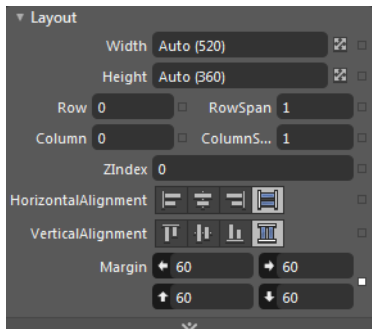 Layout
Width Auto (520)
Height Auto (360)
Row 0 RowSpan 1
Column 0 ColumnS... 1
ZIndex 0
HorizontalAlignment
VerticalAlignment
Margin 60 60
60 60